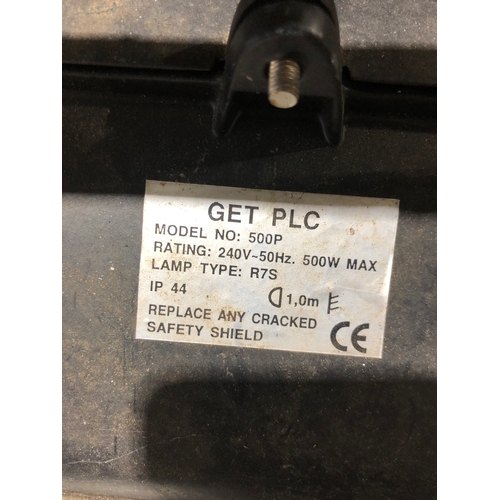 GET PLC
MODEL NO: 500P
RATING: 240V~50Hz. 500W MAX
LAMP TYPE: R7S
IP 44
1,0m
REPLACE ANY CRACKED
SAFETY SHIELD
CE